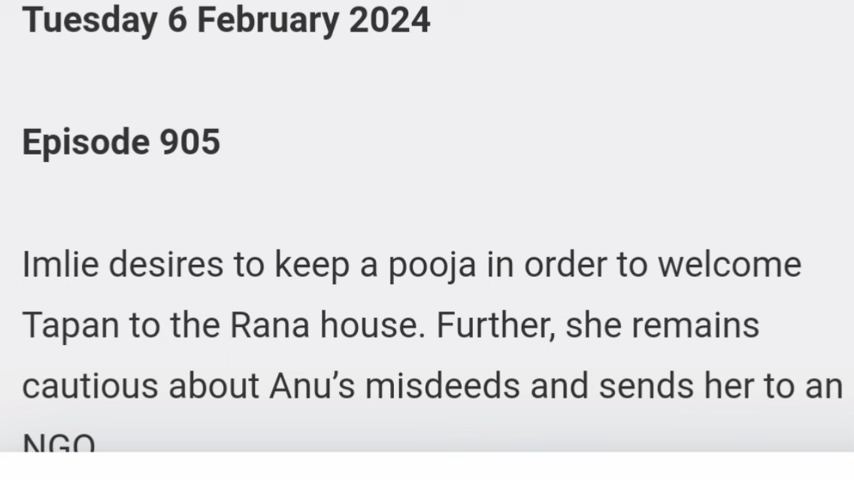 Tuesday 6 February 2024
Episode 905
Imlie desires to keep a pooja in order to welcome
Tapan to the Rana house. Further, she remains
cautious about Anu’s misdeeds and sends her to an
NGO